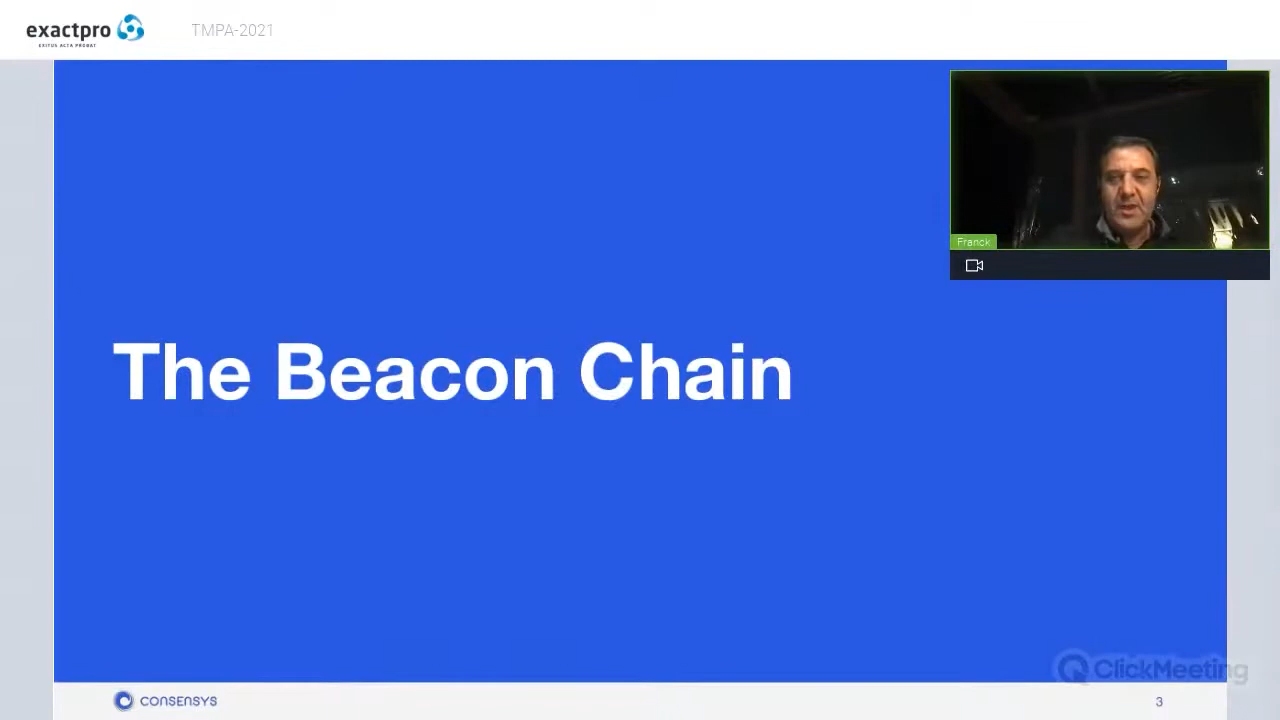 exactpro
EXITUS ACTA PROBAT
TMPA-2021
Franck
The Beacon Chain
ClickMeeting
CONSENSYS
3